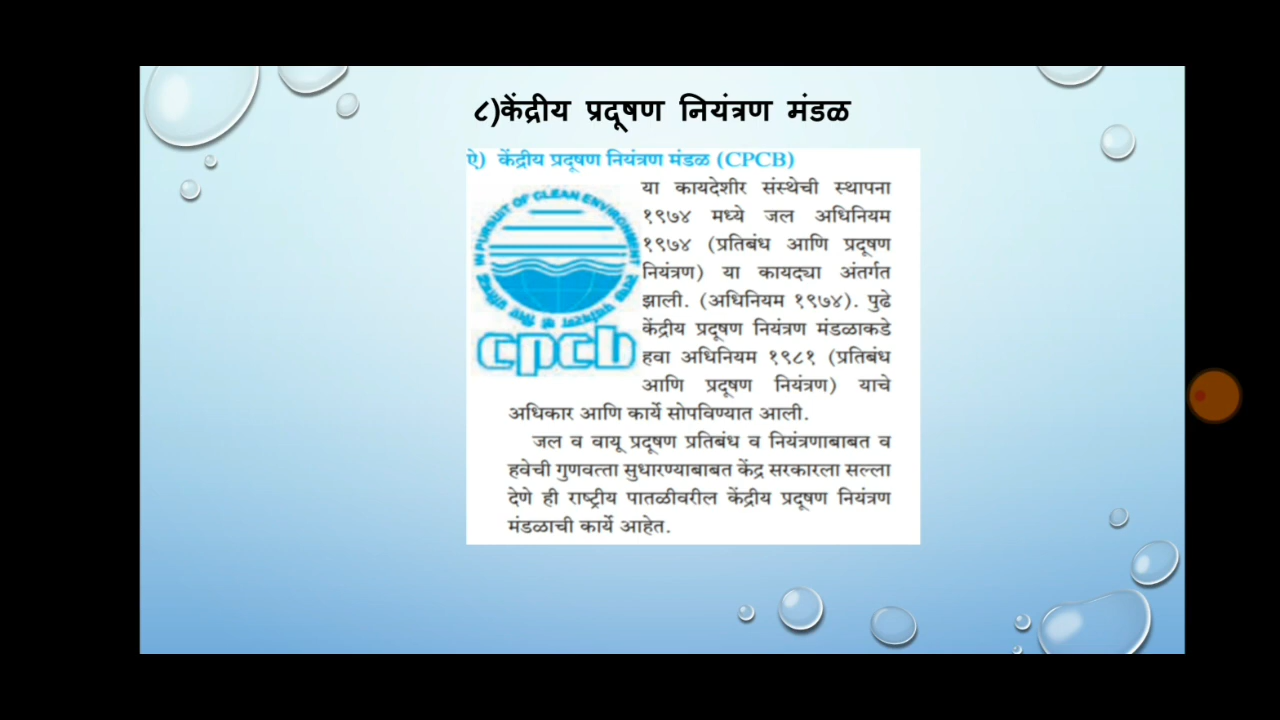 ८)केंद्रीय प्रदूषण नियंत्रण मंडळ
ऐ) केंद्रीय प्रदूषण नियंत्रण मंडळ (CPCB)
PURSUIT OF CLEAN ENVIRONMENT
cpcb
या कायदेशीर संस्थेची स्थापना
१९७४ मध्ये जल अधिनियम
१९७४ (प्रतिबंध आणि प्रदूषण
नियंत्रण) या कायद्या अंतर्गत
झाली. (अधिनियम १९७४). पुढे
केंद्रीय प्रदूषण नियंत्रण मंडळाकडे
हवा अधिनियम १९८१ (प्रतिबंध
आणि प्रदूषण नियंत्रण) याचे
अधिकार आणि कार्ये सोपविण्यात आली.
जल व वायू प्रदूषण प्रतिबंध व नियंत्रणाबाबत व
हवेची गुणवत्ता सुधारण्याबाबत केंद्र सरकारला सल्ला
देणे ही राष्ट्रीय पातळीवरील केंद्रीय प्रदूषण नियंत्रण
मंडळाची कार्ये आहेत.